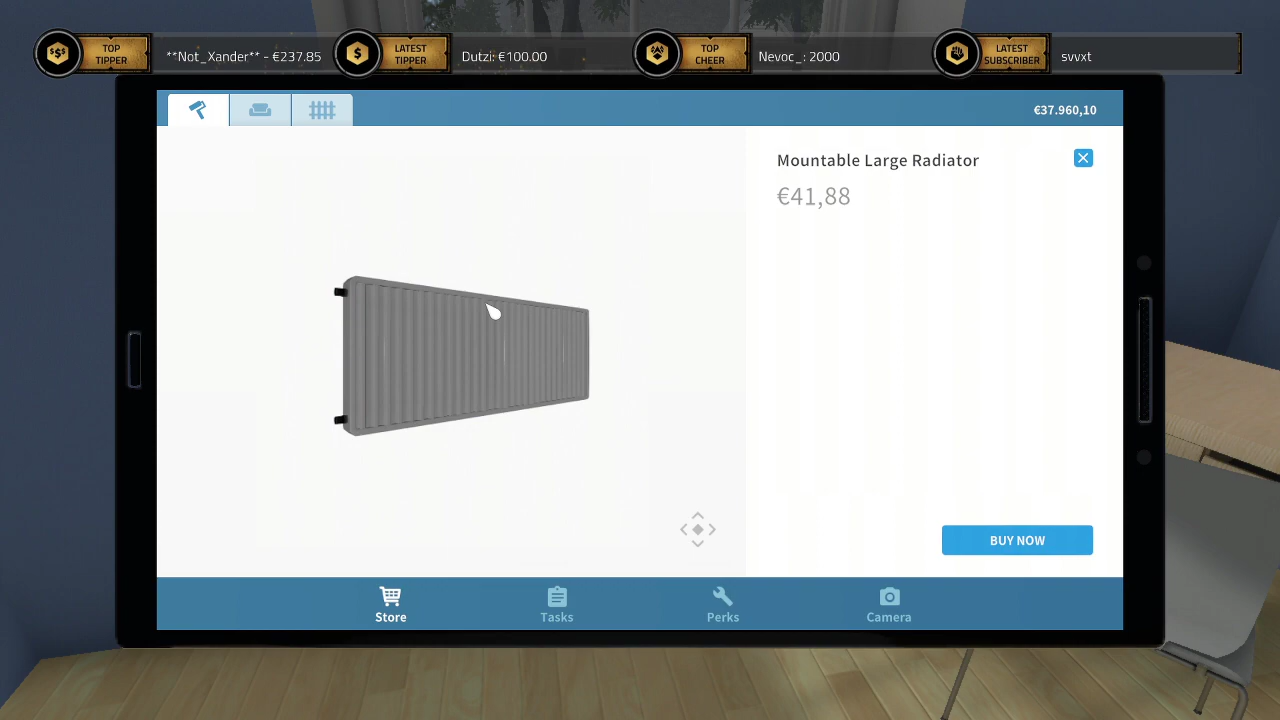 TOP
TIPPER
**Not_Xander** - €237.85
LATEST
TIPPER
Dutzi: €100.00
TOP
CHEER
Nevoc_: 2000
LATEST
SUBSCRIBER
svvxt
€37.960,10
Mountable Large Radiator
€41,88
BUY NOW
Store
Tasks
Perks
Camera